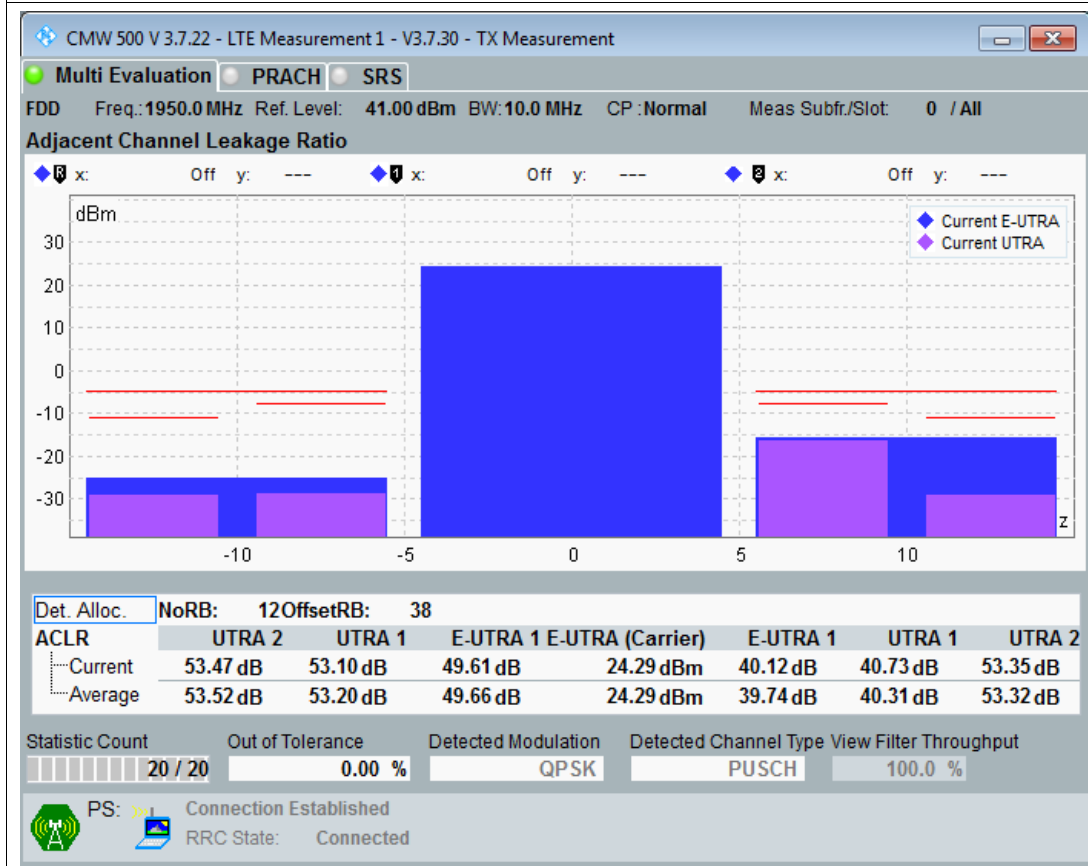 CMW 500 V 3.7.22 - LTE Measurement 1 - V3.7.30 - TX Measurement
Multi Evaluation PRACH SRS
FDD Freq.: 1950.0 MHz Ref. Level: 41.00 dBm BW: 10.0 MHz CP : Normal Meas Subfr./Slot: 0 / All
Adjacent Channel Leakage Ratio
R x: Off y: --- 1 x: Off y: --- 2 x: Off y: ---
dBm
Current E-UTRA
Current UTRA
30
20
10
0
-10
-20
-30
z
-10 -5 0 5 10
Det. Alloc. NoRB: 12 OffsetRB: 38
ACLR UTRA 2 UTRA 1 E-UTRA 1 E-UTRA (Carrier) E-UTRA 1 UTRA 1 UTRA 2
Current 53.47 dB 53.10 dB 49.61 dB 24.29 dBm 40.12 dB 40.73 dB 53.35 dB
Average 53.52 dB 53.20 dB 49.66 dB 24.29 dBm 39.74 dB 40.31 dB 53.32 dB
Statistic Count Out of Tolerance Detected Modulation Detected Channel Type View Filter Throughput
20 / 20 0.00 % QPSK PUSCH 100.0 %
PS: Connection Established
RRC State: Connected